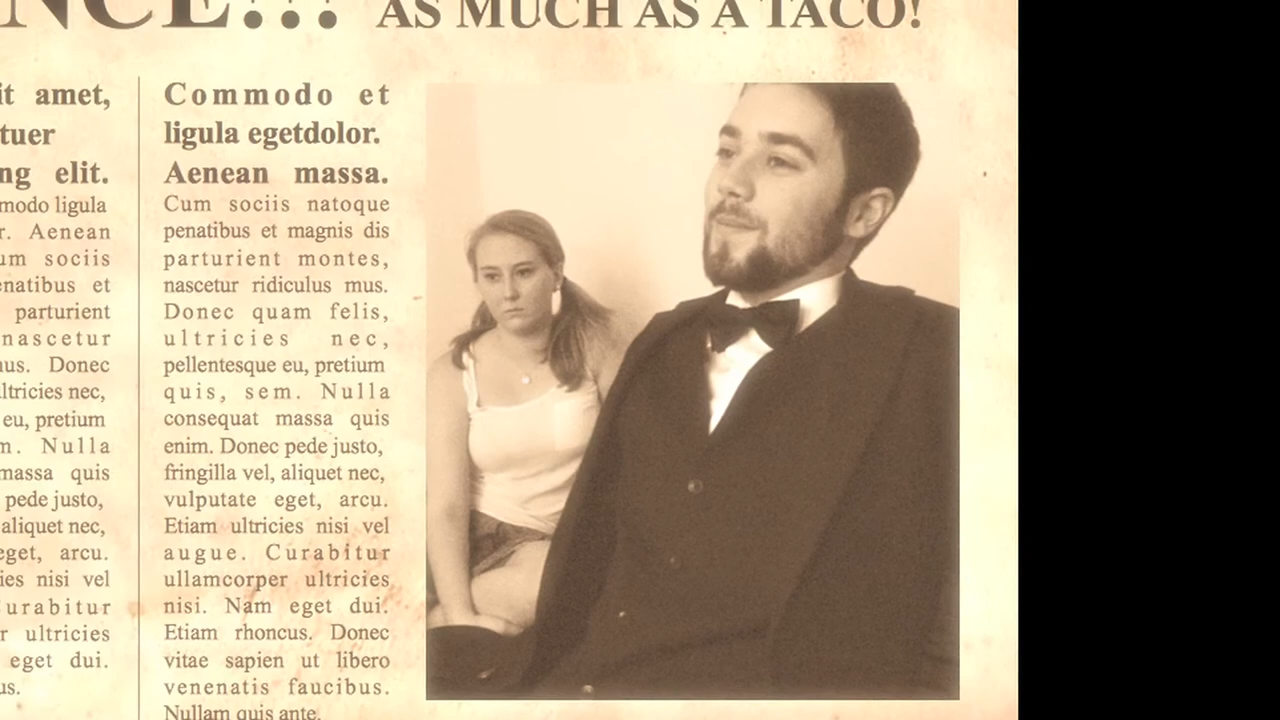 NCE!!! AS MUCH AS A TACO!
it amet,
tuer
ng elit.
modo ligula
r. Aenean
um sociis
enatibus et
parturient
nascetur
us. Donec
ultricies nec,
eu, pretium
m. Nulla
massa quis
pede justo,
aliquet nec,
eget, arcu.
ies nisi vel
Curabitur
r ultricies
eget dui.
us.
Commodo et
ligula egetdolor.
Aenean massa.
Cum sociis natoque
penatibus et magnis dis
parturient montes,
nascetur ridiculus mus.
Donec quam felis,
ultricies nec,
pellentesque eu, pretium
quis, sem. Nulla
consequat massa quis
enim. Donec pede justo,
fringilla vel, aliquet nec,
vulputate eget, arcu.
Etiam ultricies nisi vel
augue. Curabitur
ullamcorper ultricies
nisi. Nam eget dui.
Etiam rhoncus. Donec
vitae sapien ut libero
venenatis faucibus.
Nullam quis ante.